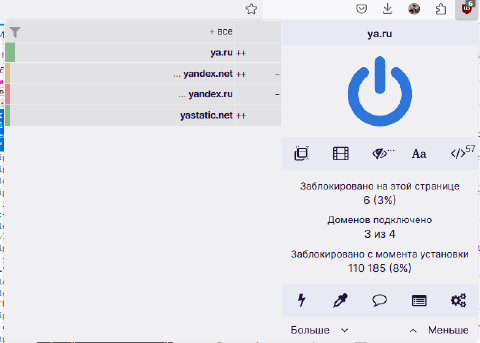 6
ya.ru
+ все
ya.ru ++
... yandex.net ++ –
... yandex.ru –
yastatic.net ++
... Aa </> 57
Заблокировано на этой странице
6 (3%)
Доменов подключено
3 из 4
Заблокировано с момента установки
110 185 (8%)
Больше
Меньше